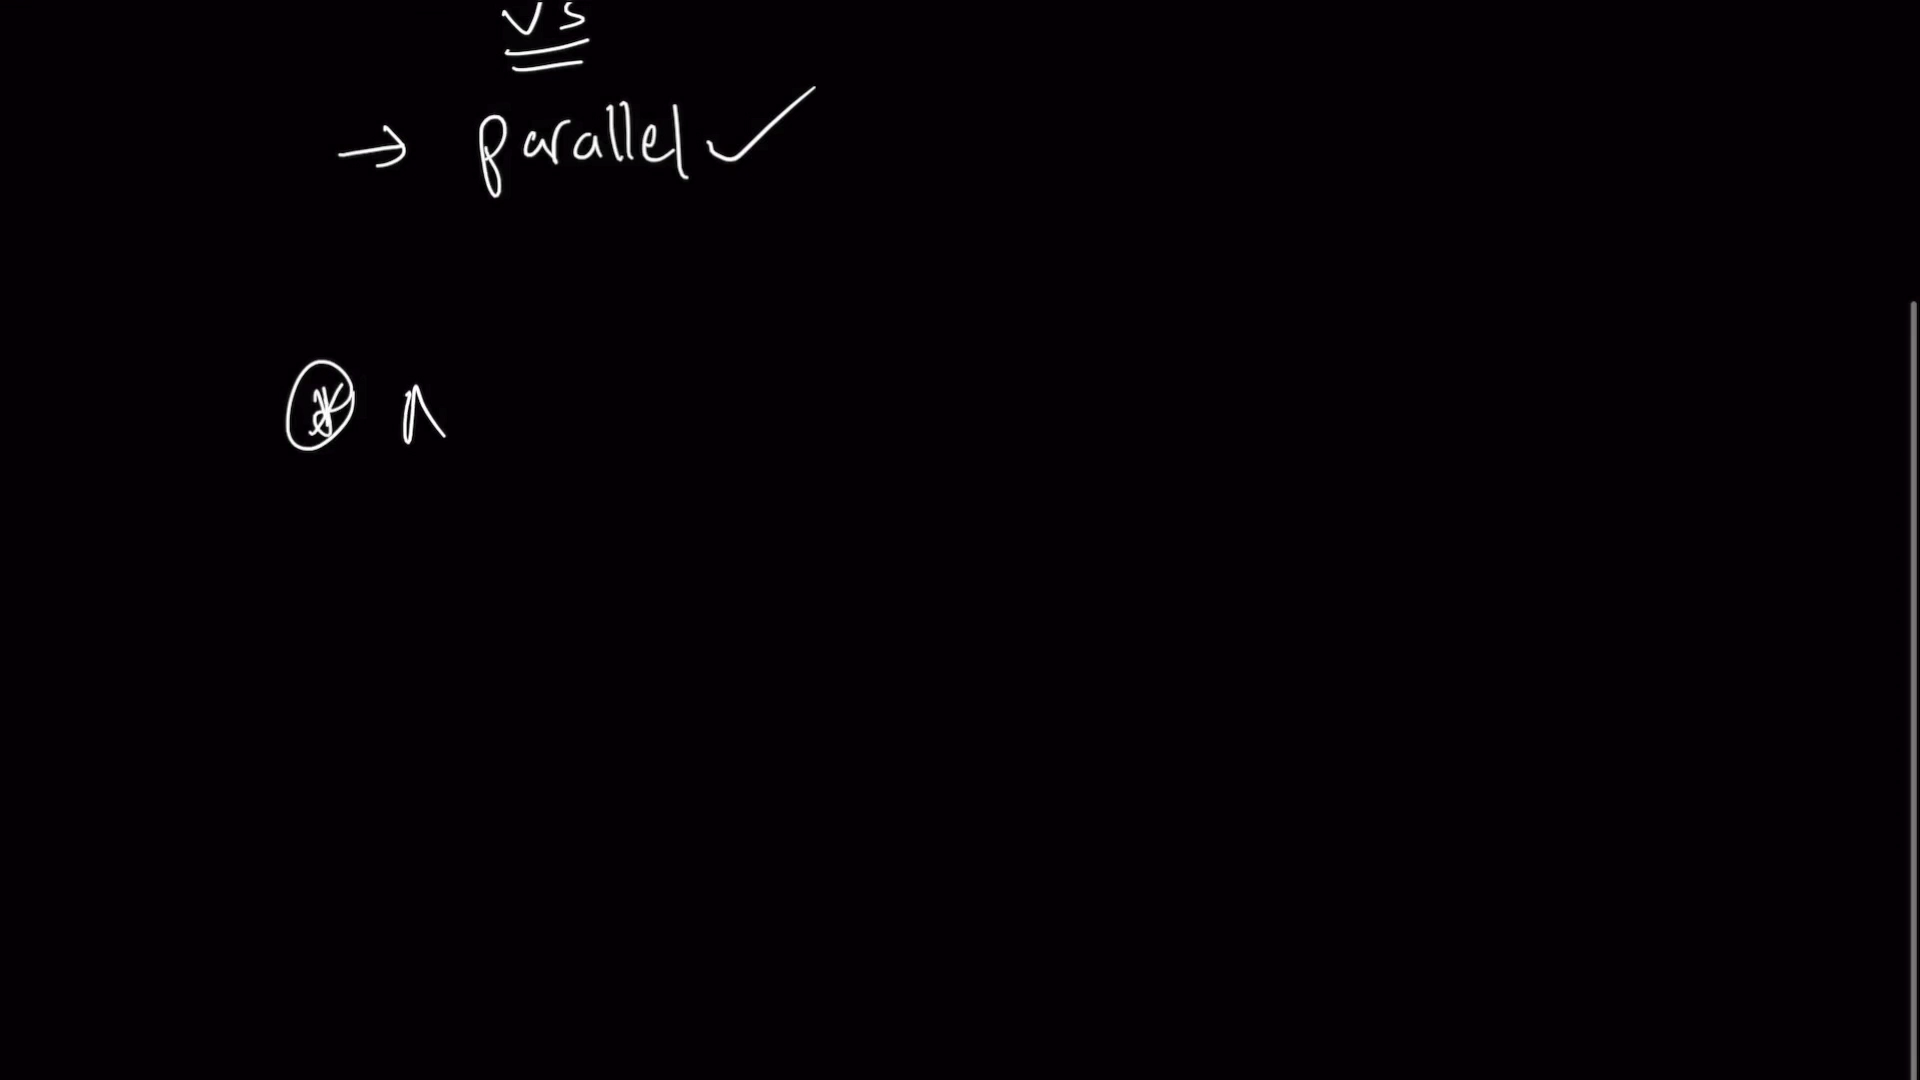 vs
→ parallel ✓